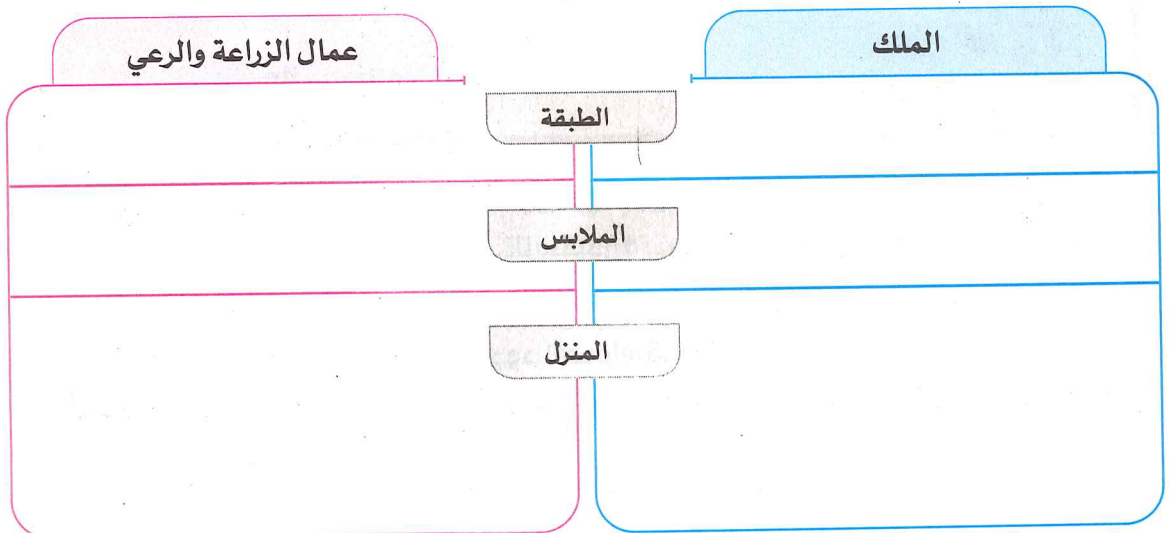 الملك
عمال الزراعة والرعي
الطبقة
الملابس
المنزل